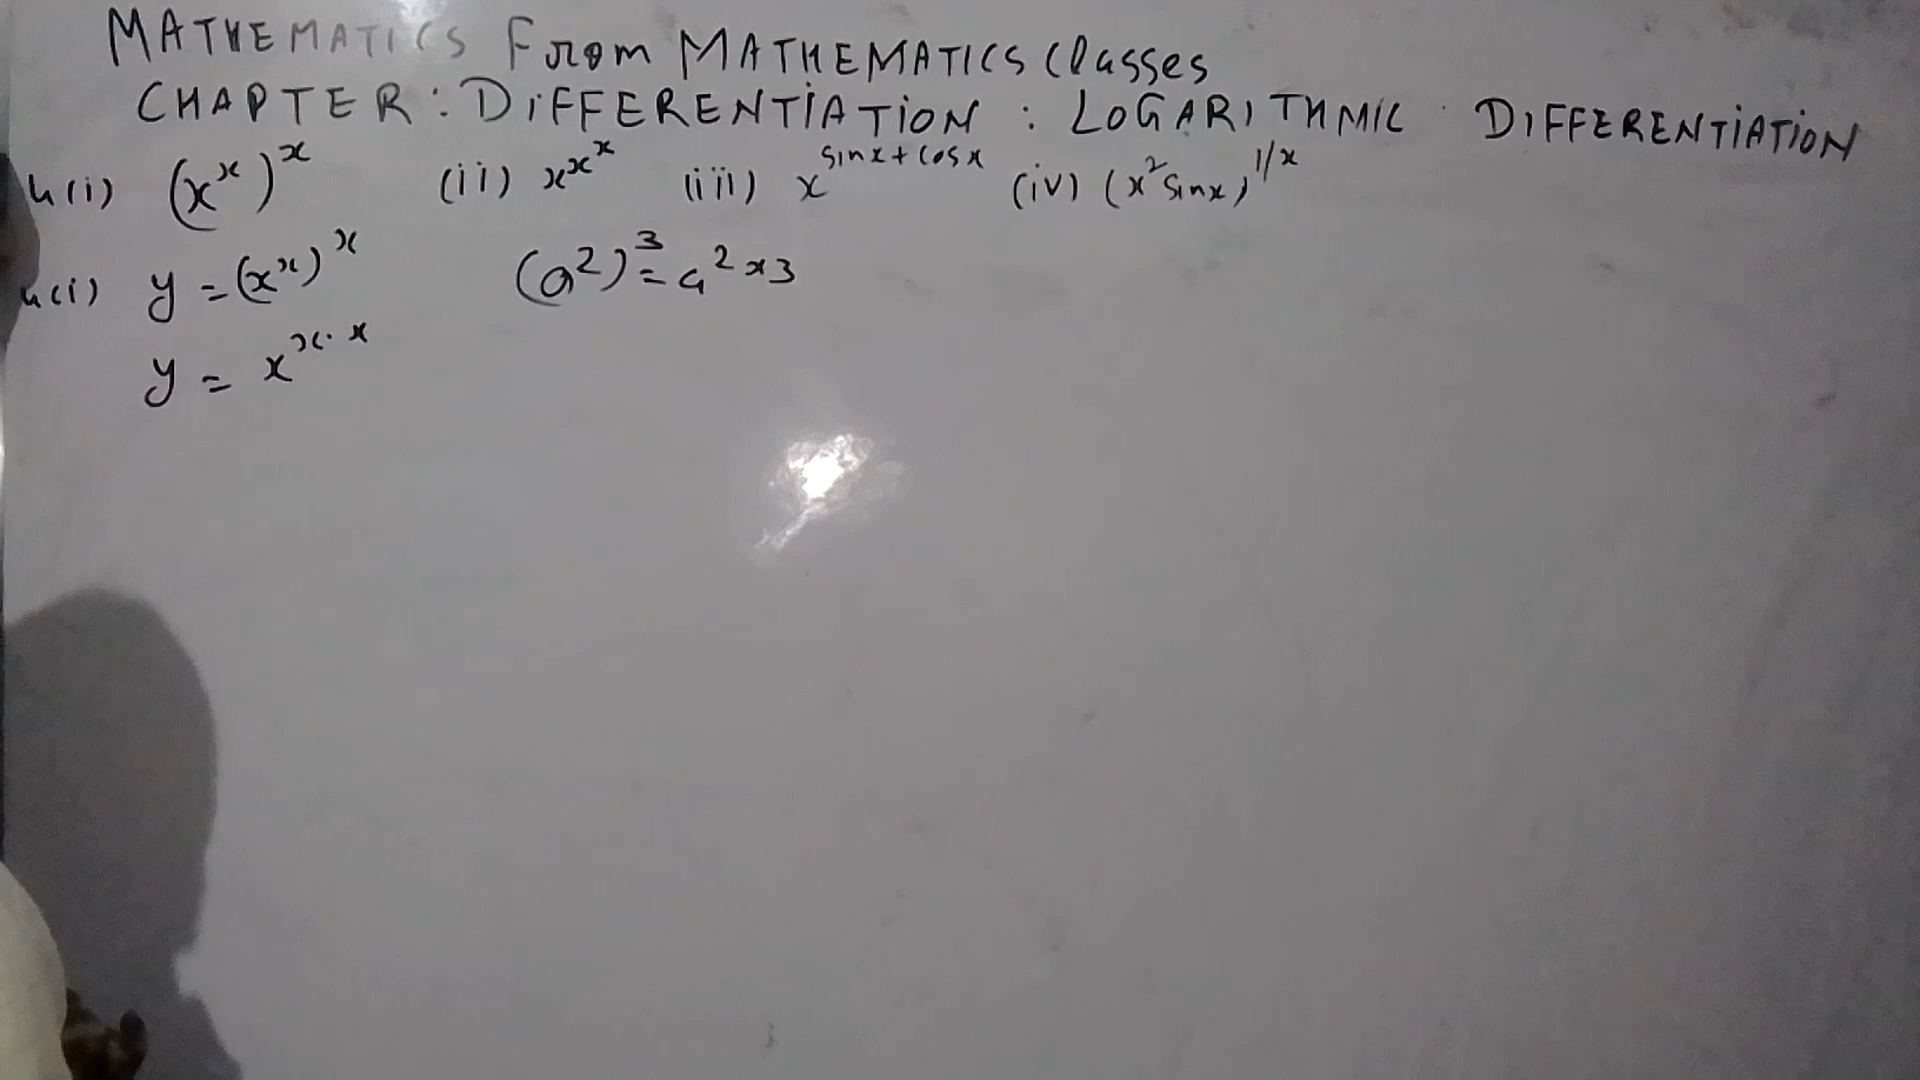 MATHEMATICS From MATHEMATICS Classes
CHAPTER : DIFFERENTIATION : LOGARITHMIC DIFFERENTIATION
4(i) (x^x)^x (ii) x^x^x (iii) x^sinx+cosx (iv) (x^2 sinx)^1/x
4(i) y = (x^x)^x (a^2)^3 = a^2×3
y = x^x·x